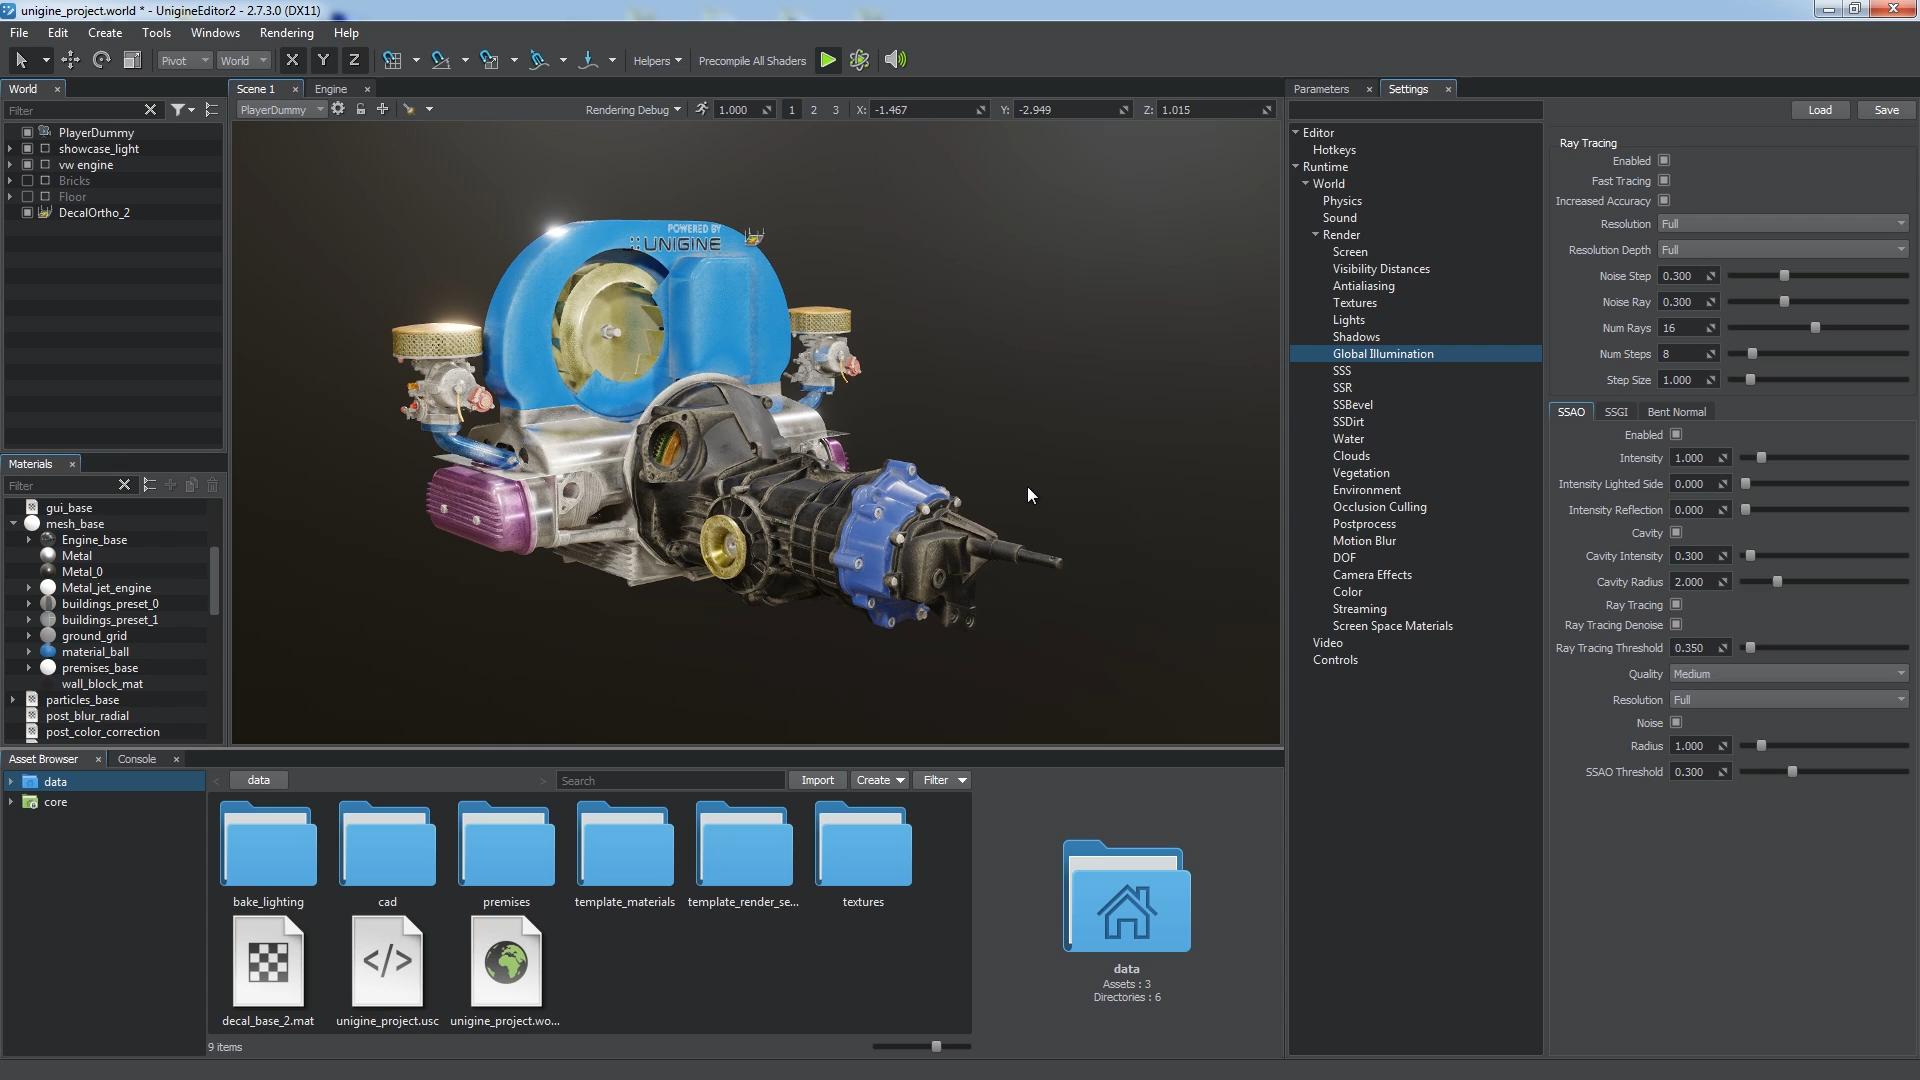 unigine_project.world * - UnigineEditor2 - 2.7.3.0 (DX11)
File Edit Create Tools Windows Rendering Help
Pivot World X Y Z Helpers Precompile All Shaders
World
Filter
PlayerDummy
showcase_light
vw engine
Bricks
Floor
DecalOrtho_2
Materials
Filter
gui_base
mesh_base
Engine_base
Metal
Metal_0
Metal_jet_engine
buildings_preset_0
buildings_preset_1
ground_grid
material_ball
premises_base
wall_block_mat
particles_base
post_blur_radial
post_color_correction
Scene 1 Engine
PlayerDummy Rendering Debug 1.000 1 2 3 X: -1.467 Y: -2.949 Z: 1.015
POWERED BY
UNIGINE
Asset Browser Console
data
core
data Search Import Create Filter
bake_lighting cad premises template_materials template_render_se... textures
decal_base_2.mat unigine_project.usc unigine_project.wo...
9 items
data
Assets : 3
Directories : 6
Parameters Settings
Load Save
Editor
Hotkeys
Runtime
World
Physics
Sound
Render
Screen
Visibility Distances
Antialiasing
Textures
Lights
Shadows
Global Illumination
SSS
SSR
SSBevel
SSDirt
Water
Clouds
Vegetation
Environment
Occlusion Culling
Postprocess
Motion Blur
DOF
Camera Effects
Color
Streaming
Screen Space Materials
Video
Controls
Ray Tracing
Enabled
Fast Tracing
Increased Accuracy
Resolution Full
Resolution Depth Full
Noise Step 0.300
Noise Ray 0.300
Num Rays 16
Num Steps 8
Step Size 1.000
SSAO SSGI Bent Normal
Enabled
Intensity 1.000
Intensity Lighted Side 0.000
Intensity Reflection 0.000
Cavity
Cavity Intensity 0.300
Cavity Radius 2.000
Ray Tracing
Ray Tracing Denoise
Ray Tracing Threshold 0.350
Quality Medium
Resolution Full
Noise
Radius 1.000
SSAO Threshold 0.300